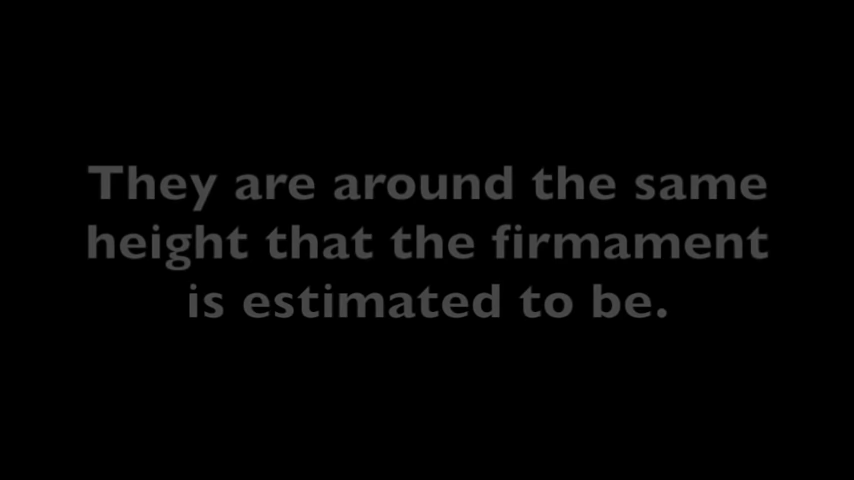 They are around the same
height that the firmament
is estimated to be.